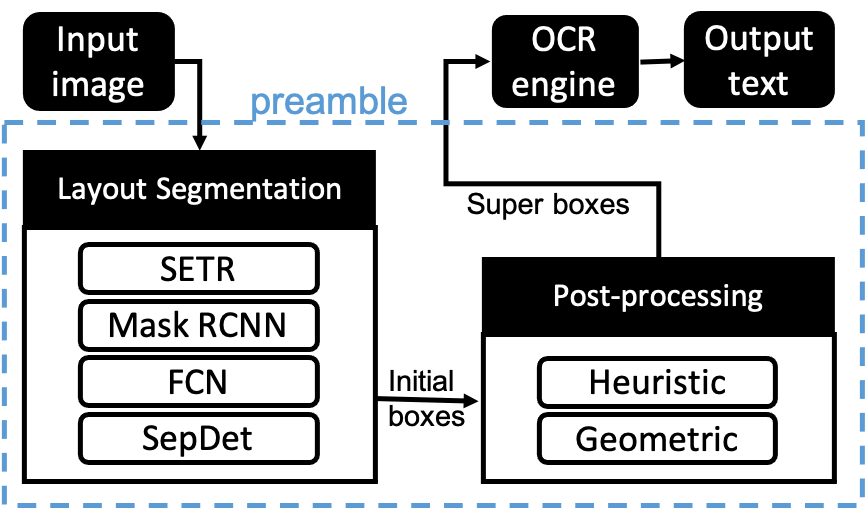 Input
image
OCR
engine
Output
text
preamble
Layout Segmentation
SETR
Mask RCNN
FCN
SepDet
Initial
boxes
Super boxes
Post-processing
Heuristic
Geometric